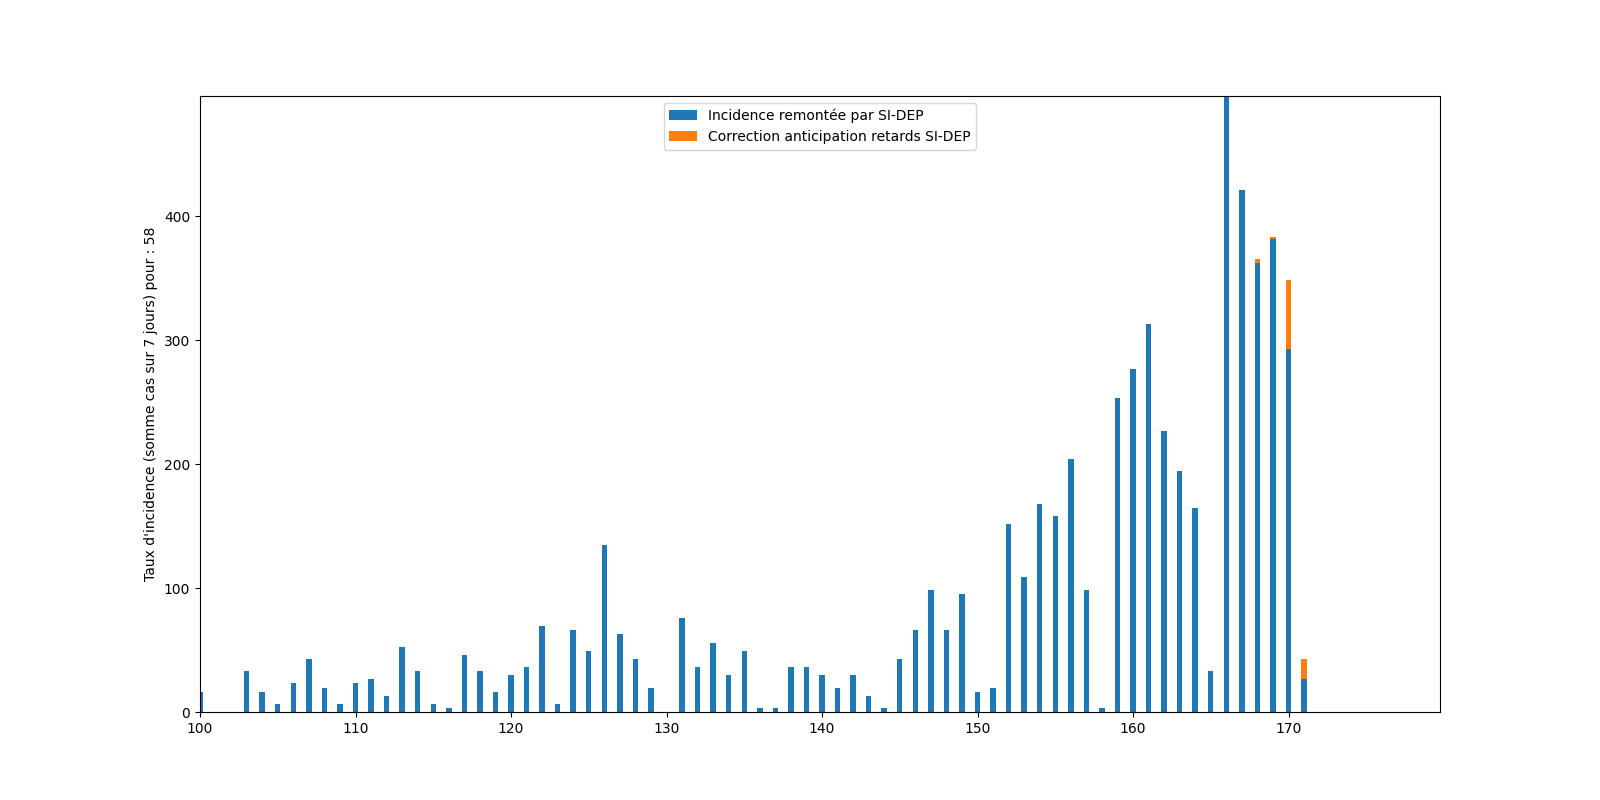 Incidence remontée par SI-DEP
Correction anticipation retards SI-DEP
Taux d'incidence (somme cas sur 7 jours) pour : 58
400
300
200
100
0
100 110 120 130 140 150 160 170